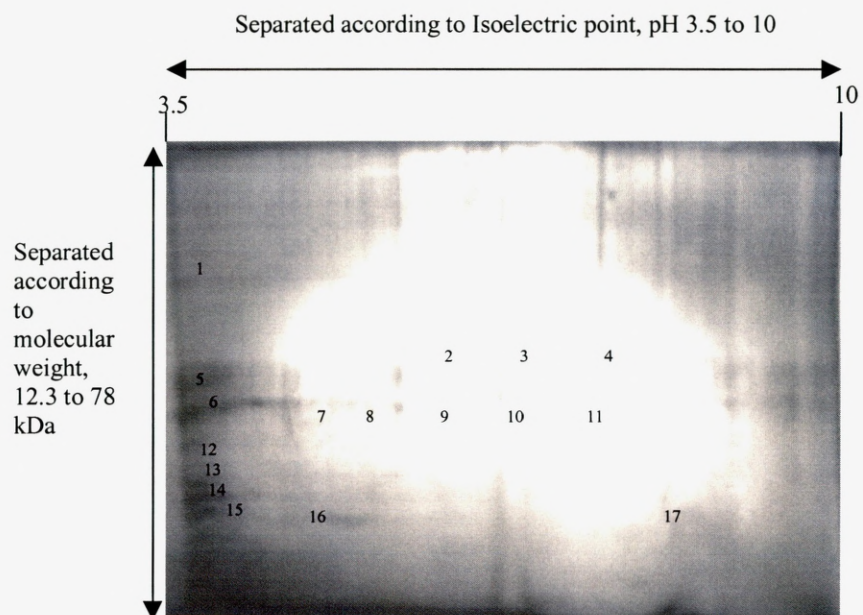 Separated according to Isoelectric point, pH 3.5 to 10
3.5
10
Separated
according
to
molecular
weight,
12.3 to 78
kDa
1
2 3 4
5
6
7 8 9 10 11
12
13
14
15
16 17